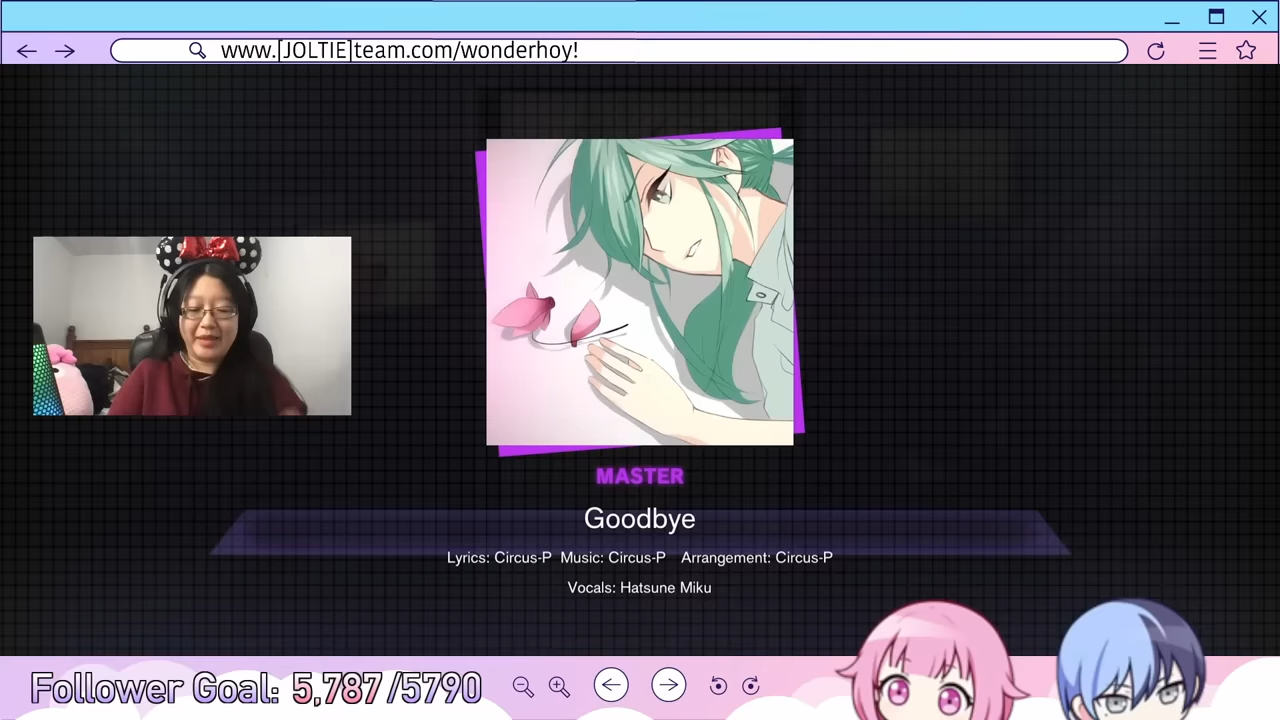 www.[JOLTIE]team.com/wonderhoy!
MASTER
Goodbye
Lyrics: Circus-P Music: Circus-P Arrangement: Circus-P
Vocals: Hatsune Miku
Follower Goal: 5,787/5790